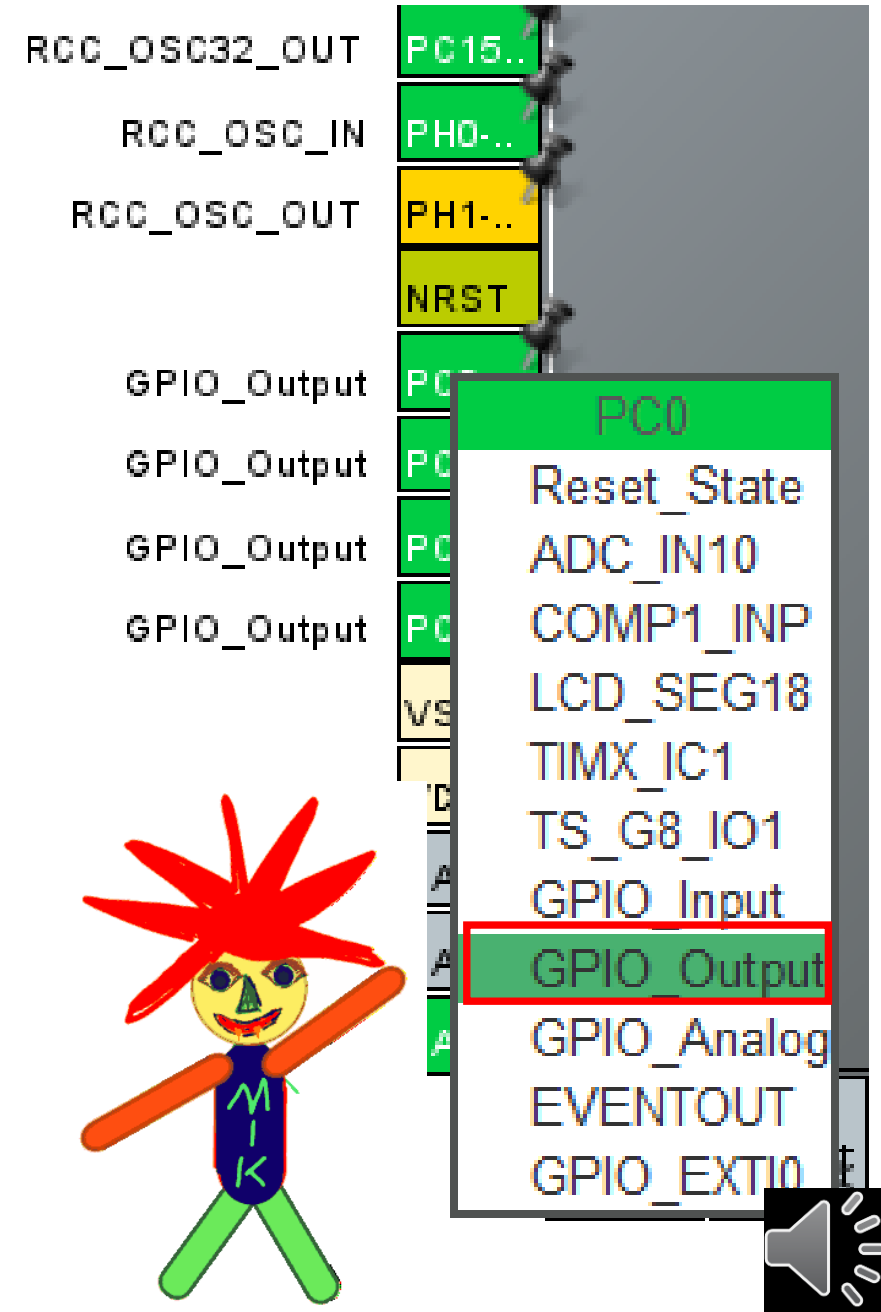 RCC_OSC32_OUT PC15..
RCC_OSC_IN PH0-..
RCC_OSC_OUT PH1-..
NRST
GPIO_Output
GPIO_Output
GPIO_Output
GPIO_Output
PC0
Reset_State
ADC_IN10
COMP1_INP
LCD_SEG18
TIMX_IC1
TS_G8_IO1
GPIO_Input
GPIO_Output
GPIO_Analog
EVENTOUT
GPIO_EXTI0
MIK